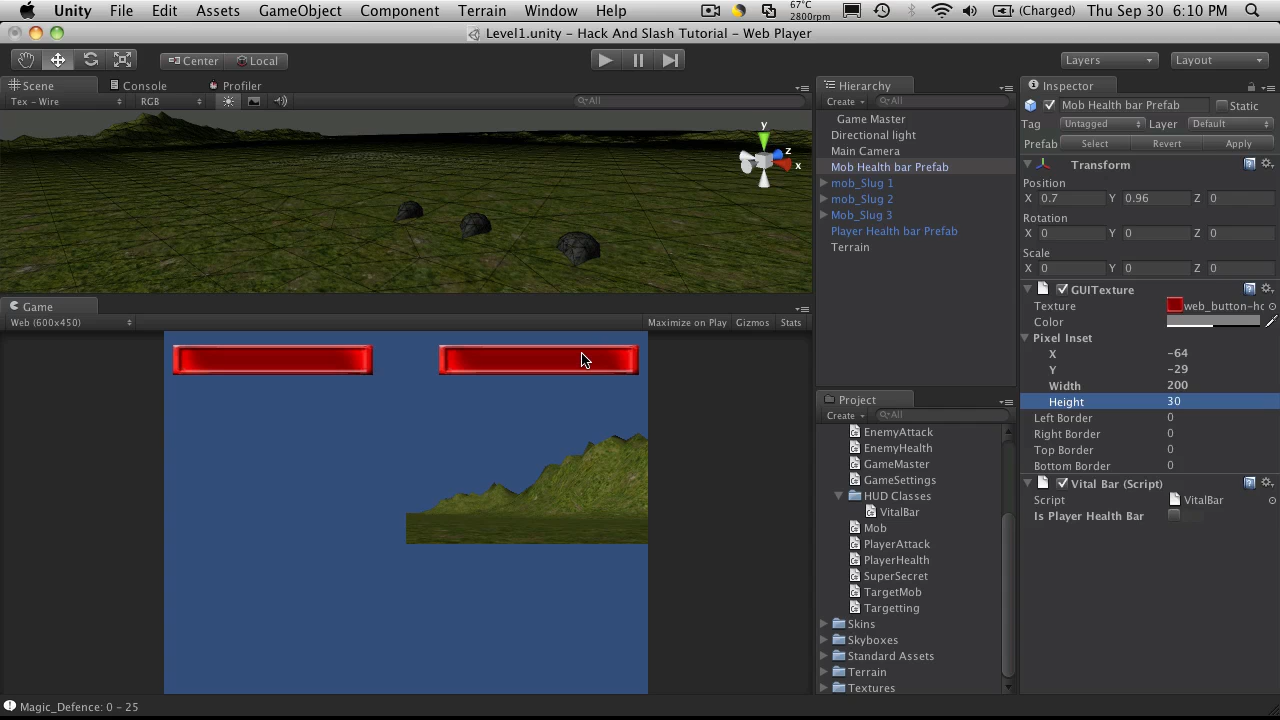 Unity File Edit Assets GameObject Component Terrain Window Help 67°C 2800rpm (Charged) Thu Sep 30 6:10 PM
Level1.unity - Hack And Slash Tutorial - Web Player
Center Local Layers Layout
Scene Console Profiler
Tex - Wire RGB All
y
z
x
Game
Web (600x450) Maximize on Play Gizmos Stats
Hierarchy
Create All
Game Master
Directional light
Main Camera
Mob Health bar Prefab
mob_Slug 1
mob_Slug 2
Mob_Slug 3
Player Health bar Prefab
Terrain
Project
Create All
EnemyAttack
EnemyHealth
GameMaster
GameSettings
HUD Classes
VitalBar
Mob
PlayerAttack
PlayerHealth
SuperSecret
TargetMob
Targetting
Skins
Skyboxes
Standard Assets
Terrain
Textures
Inspector
Mob Health bar Prefab Static
Tag Untagged Layer Default
Prefab Select Revert Apply
Transform
Position
X 0.7 Y 0.96 Z 0
Rotation
X 0 Y 0 Z 0
Scale
X 0 Y 0 Z 0
GUITexture
Texture web_button-hc
Color
Pixel Inset
X -64
Y -29
Width 200
Height 30
Left Border 0
Right Border 0
Top Border 0
Bottom Border 0
Vital Bar (Script)
Script VitalBar
Is Player Health Bar
Magic_Defence: 0 - 25